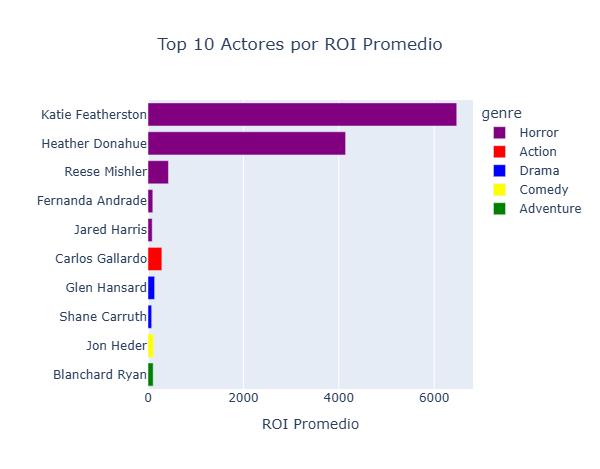 Top 10 Actores por ROI Promedio
genre
Horror
Action
Drama
Comedy
Adventure
Katie Featherston
Heather Donahue
Reese Mishler
Fernanda Andrade
Jared Harris
Carlos Gallardo
Glen Hansard
Shane Carruth
Jon Heder
Blanchard Ryan
0 2000 4000 6000
ROI Promedio